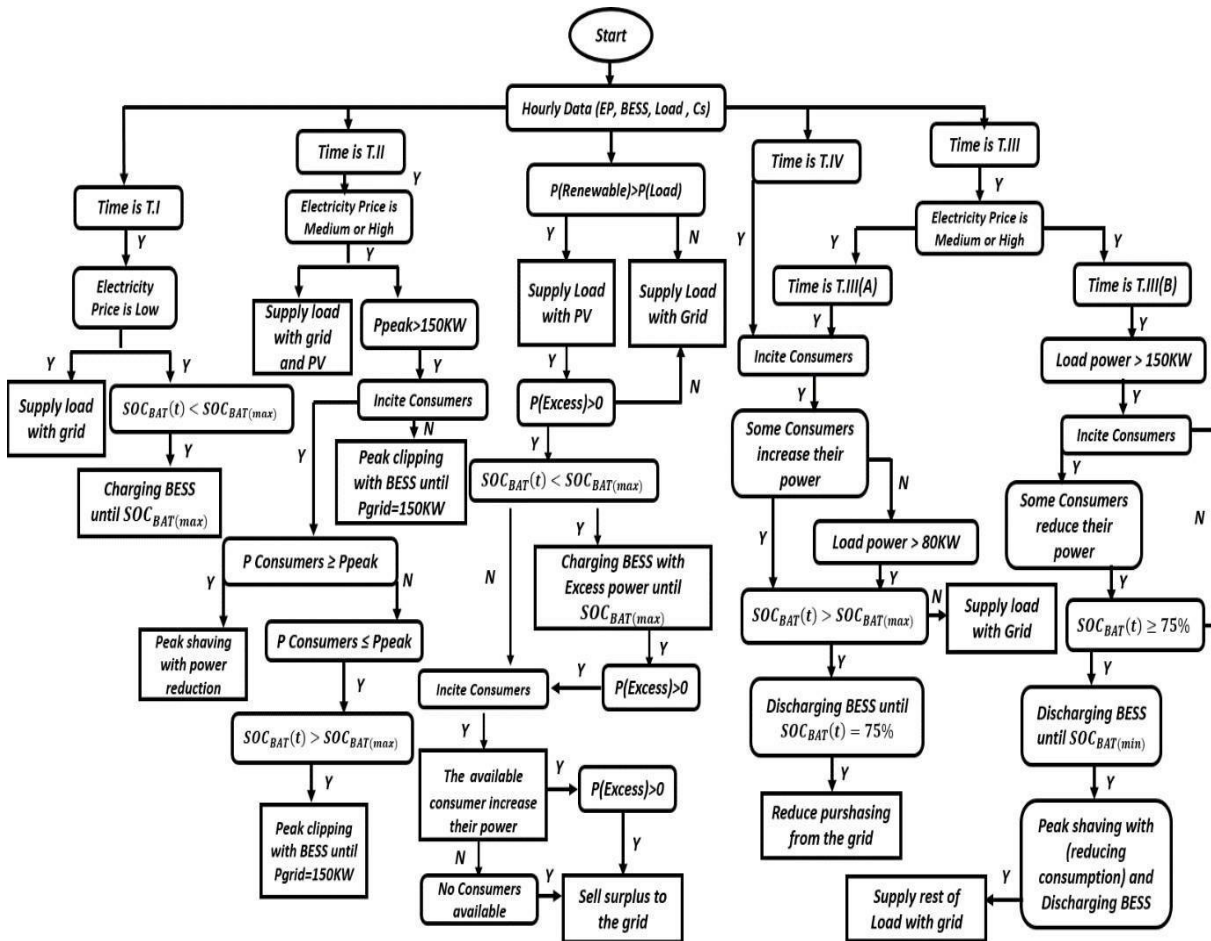 Start
Hourly Data (EP, BESS, Load , Cs)
Time is T.I
Y
Electricity
Price is Low
Y
Y
Supply load
with grid
SOC_BAT(t) < SOC_BAT(max)
Y
Charging BESS
until SOC_BAT(max)
Time is T.II
Y
Electricity Price is
Medium or High
Y
Supply load
with grid
and PV
Ppeak>150KW
Y
Incite Consumers
Y
N
Peak clipping
with BESS until
Pgrid=150KW
P Consumers ≥ Ppeak
Y
N
Peak shaving
with power
reduction
P Consumers ≤ Ppeak
Y
SOC_BAT(t) > SOC_BAT(max)
Y
Peak clipping
with BESS until
Pgrid=150KW
P(Renewable)>P(Load)
Y
N
Supply Load
with PV
Supply Load
with Grid
Y
N
P(Excess)>0
Y
SOC_BAT(t) < SOC_BAT(max)
N
Y
Charging BESS with
Excess power until
SOC_BAT(max)
Y
P(Excess)>0
Y
Incite Consumers
Y
The available
consumer increase
their power
Y
P(Excess)>0
Y
N
No Consumers
available
Y
Sell surplus to
the grid
Time is T.IV
Y
Time is T.III
Y
Electricity Price is
Medium or High
Y
Y
Time is T.III(A)
Y
Incite Consumers
Y
Some Consumers
increase their
power
Y
N
Load power > 80KW
Y
SOC_BAT(t) > SOC_BAT(max)
N
Supply load
with Grid
Y
Discharging BESS until
SOC_BAT(t) = 75%
Y
Reduce purshasing
from the grid
Time is T.III(B)
Y
Load power > 150KW
Y
Incite Consumers
Y
N
Some Consumers
reduce their
power
Y
SOC_BAT(t) ≥ 75%
Y
Discharging BESS
until SOC_BAT(min)
Y
Peak shaving with
(reducing
consumption) and
Discharging BESS
Y
Supply rest of
Load with grid